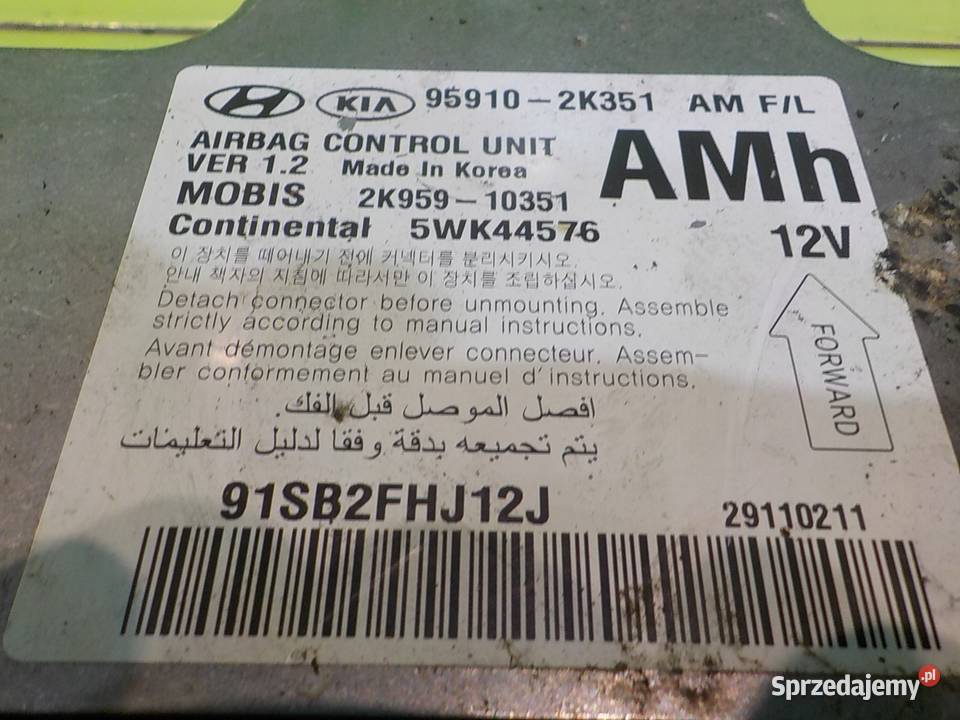 KIA 95910-2K351 AM F/L
AIRBAG CONTROL UNIT
VER 1.2 Made In Korea
AMh
MOBIS 2K959-10351
Continental 5WK44576
12V
이 장치를 떼어내기 전에 커넥터를 분리시키시오.
안내 책자의 지침에 따라서만 이 장치를 조립하십시오.
Detach connector before unmounting. Assemble
strictly according to manual instructions.
FORWARD
Avant démontage enlever connecteur. Assem-
bler conformement au manuel d'instructions.
افصل الموصل قبل الفك.
يتم تجميعه بدقة وفقا لدليل التعليمات
91SB2FHJ12J
29110211
Sprzedajemy.pl